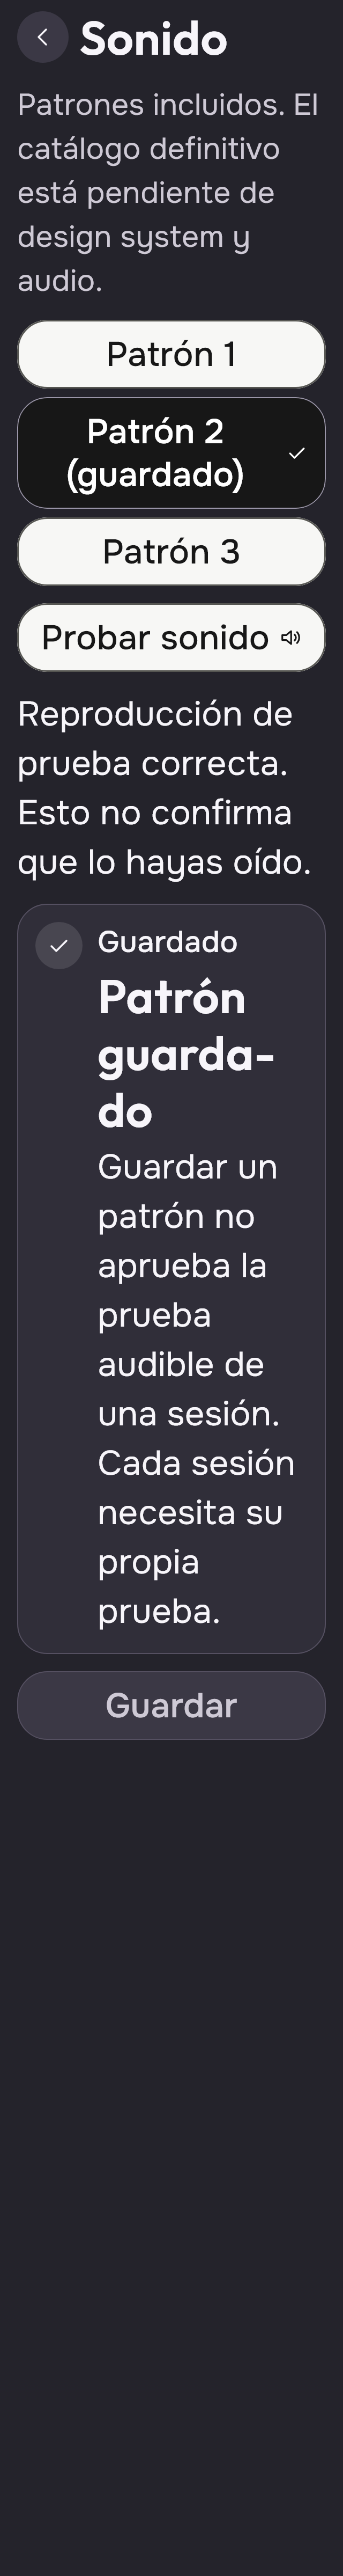 Sonido
Patrones incluidos. El
catálogo definitivo
está pendiente de
design system y
audio.
Patrón 1
Patrón 2
(guardado)
Patrón 3
Probar sonido
Reproducción de
prueba correcta.
Esto no confirma
que lo hayas oído.
Guardado
Patrón
guarda-
do
Guardar un
patrón no
aprueba la
prueba
audible de
una sesión.
Cada sesión
necesita su
propia
prueba.
Guardar